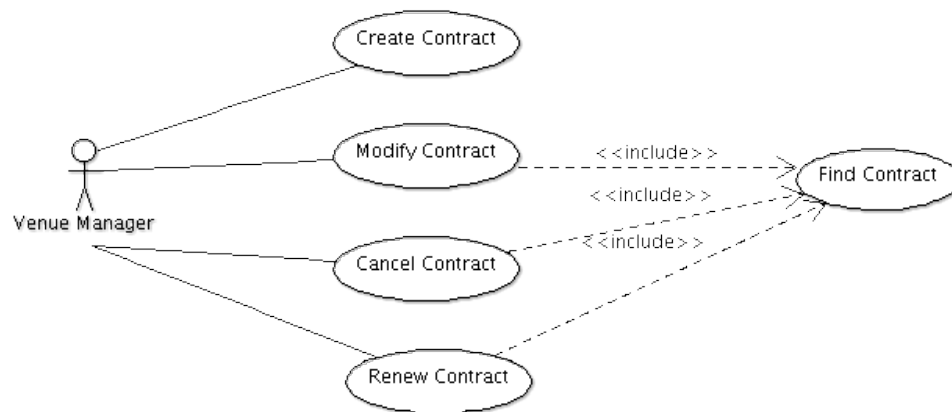 Create Contract
Modify Contract
<<include>>
Find Contract
<<include>>
Venue Manager
<<include>>
Cancel Contract
Renew Contract